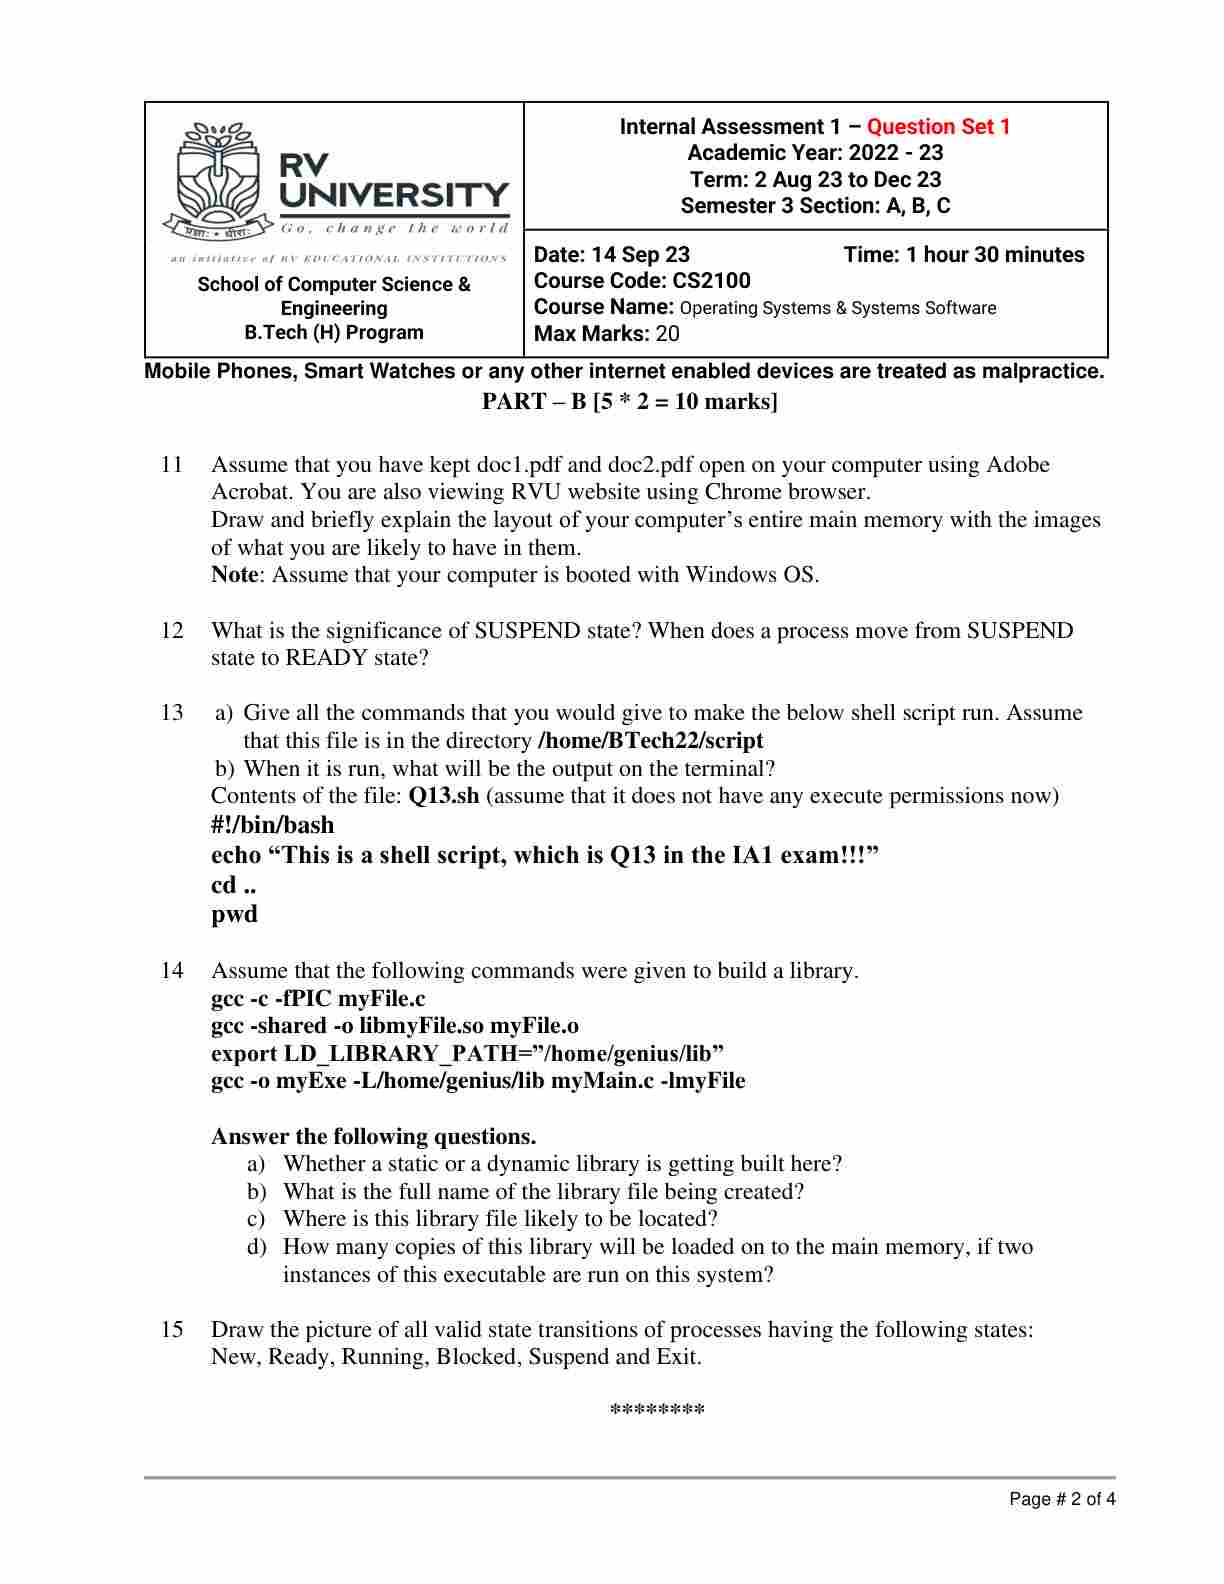 RV
UNIVERSITY
Go, change the world
प्रज्ञाः • धीराः
an initiative of RV EDUCATIONAL INSTITUTIONS
School of Computer Science &
Engineering
B.Tech (H) Program
Internal Assessment 1 – Question Set 1
Academic Year: 2022 - 23
Term: 2 Aug 23 to Dec 23
Semester 3 Section: A, B, C
Date: 14 Sep 23 Time: 1 hour 30 minutes
Course Code: CS2100
Course Name: Operating Systems & Systems Software
Max Marks: 20
Mobile Phones, Smart Watches or any other internet enabled devices are treated as malpractice.
PART – B [5 * 2 = 10 marks]
11 Assume that you have kept doc1.pdf and doc2.pdf open on your computer using Adobe
Acrobat. You are also viewing RVU website using Chrome browser.
Draw and briefly explain the layout of your computer’s entire main memory with the images
of what you are likely to have in them.
Note: Assume that your computer is booted with Windows OS.
12 What is the significance of SUSPEND state? When does a process move from SUSPEND
state to READY state?
13 a) Give all the commands that you would give to make the below shell script run. Assume
that this file is in the directory /home/BTech22/script
b) When it is run, what will be the output on the terminal?
Contents of the file: Q13.sh (assume that it does not have any execute permissions now)
#!/bin/bash
echo “This is a shell script, which is Q13 in the IA1 exam!!!”
cd ..
pwd
14 Assume that the following commands were given to build a library.
gcc -c -fPIC myFile.c
gcc -shared -o libmyFile.so myFile.o
export LD_LIBRARY_PATH=”/home/genius/lib”
gcc -o myExe -L/home/genius/lib myMain.c -lmyFile
Answer the following questions.
a) Whether a static or a dynamic library is getting built here?
b) What is the full name of the library file being created?
c) Where is this library file likely to be located?
d) How many copies of this library will be loaded on to the main memory, if two
instances of this executable are run on this system?
15 Draw the picture of all valid state transitions of processes having the following states:
New, Ready, Running, Blocked, Suspend and Exit.
********
Page # 2 of 4